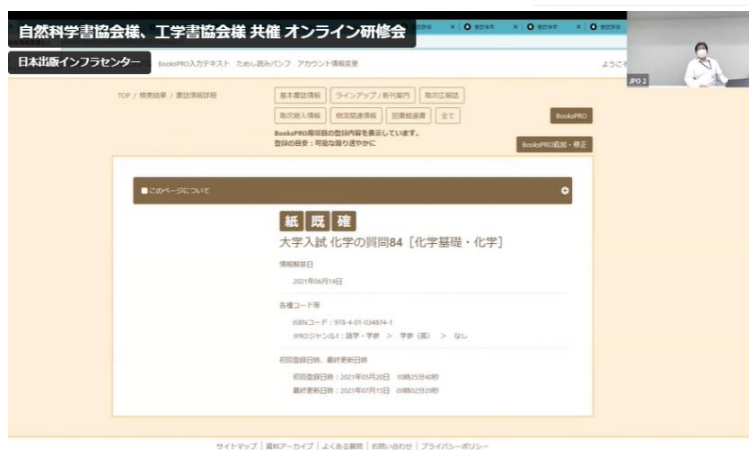 自然科学書協会様、工学書協会様 共催 オンライン研修会
日本出版インフラセンター
BooksPRO入力テキスト ためし読みパンフ アカウント情報変更
ようこそ
JPO 2
TOP / 検索結果 / 書誌情報詳細
基本書誌情報 ラインアップ/新刊案内 取次広報誌
取次搬入情報 物流関連情報 図書館選書 全て
BooksPRO
BooksPRO専用項目の登録内容を表示しています。
登録の目安:可能な限り速やかに
BooksPRO追加・修正
■このページについて
紙 既 確
大学入試 化学の質問84［化学基礎・化学］
情報解禁日
2021年06月14日
各種コード等
ISBNコード:978-4-01-034874-1
JPROジャンル1:語学・学参 > 学参(高) > なし
初回登録日時、最終更新日時
初回登録日時:2021年05月20日 10時25分40秒
最終更新日時:2021年07月15日 09時02分29秒
サイトマップ | 資料アーカイブ | よくある質問 | お問い合わせ | プライバシーポリシー